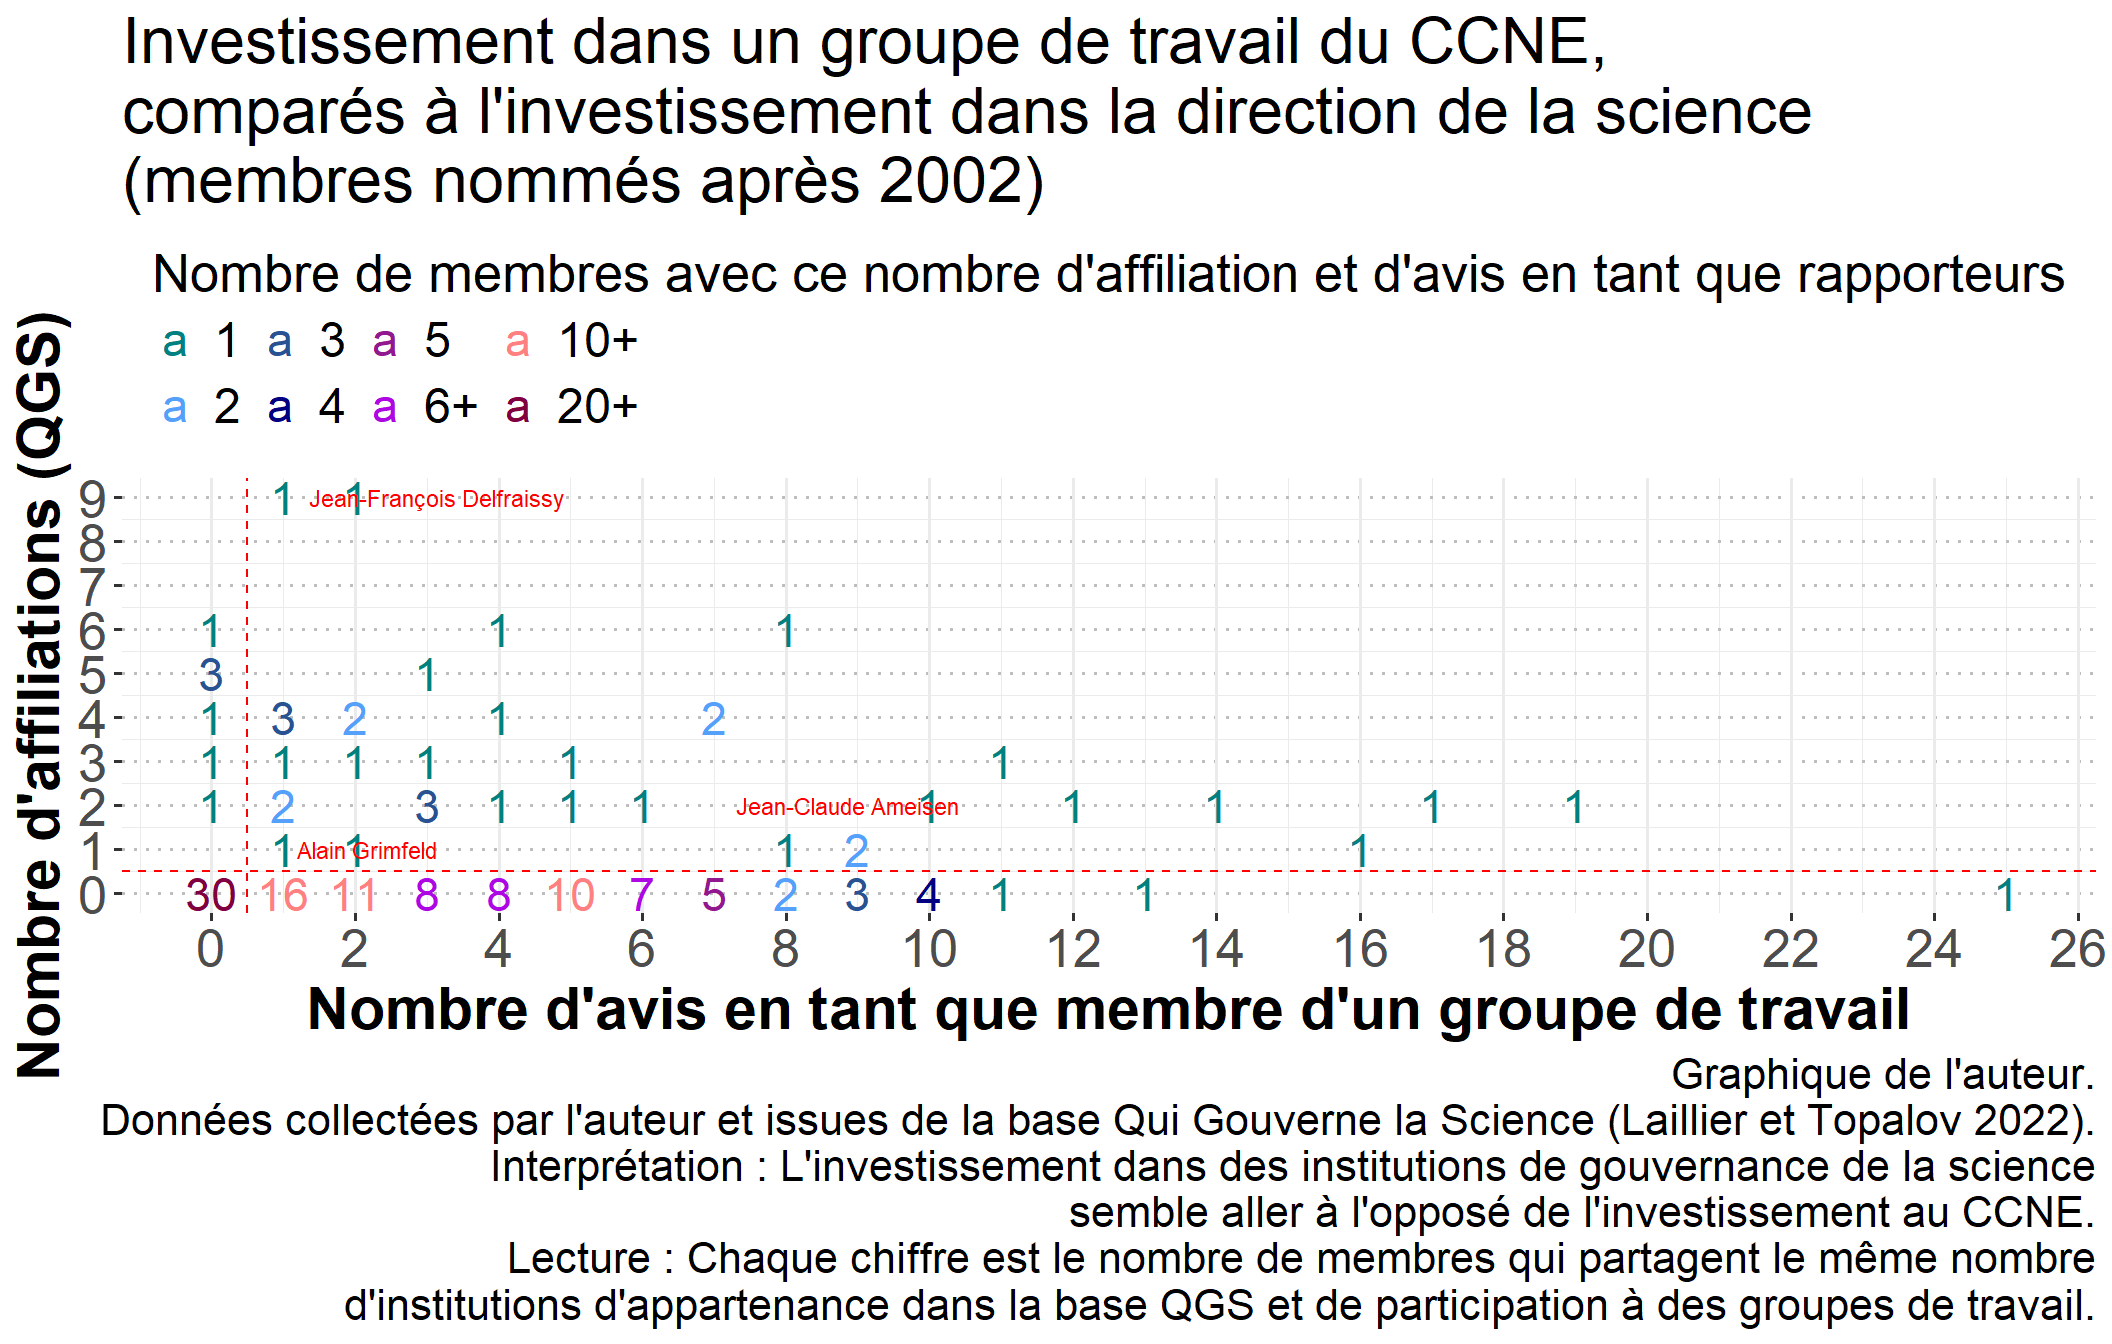 Investissement dans un groupe de travail du CCNE,
comparés à l'investissement dans la direction de la science
(membres nommés après 2002)
Nombre de membres avec ce nombre d'affiliation et d'avis en tant que rapporteurs
a 1 a 3 a 5 a 10+
a 2 a 4 a 6+ a 20+
Nombre d'affiliations (QGS)
9 1 1 Jean-François Delfraissy
8
7
6 1 1 1
5 3 1
4 1 3 2 1 2
3 1 1 1 1 1 1
2 1 2 3 1 1 1 Jean-Claude Ameisen 1 1 1 1 1
1 1 Alain Grimfeld 1 1 2 1
0 30 16 11 8 8 10 7 5 2 3 4 1 1 1
0 2 4 6 8 10 12 14 16 18 20 22 24 26
Nombre d'avis en tant que membre d'un groupe de travail
Graphique de l'auteur.
Données collectées par l'auteur et issues de la base Qui Gouverne la Science (Laillier et Topalov 2022).
Interprétation : L'investissement dans des institutions de gouvernance de la science
semble aller à l'opposé de l'investissement au CCNE.
Lecture : Chaque chiffre est le nombre de membres qui partagent le même nombre
d'institutions d'appartenance dans la base QGS et de participation à des groupes de travail.